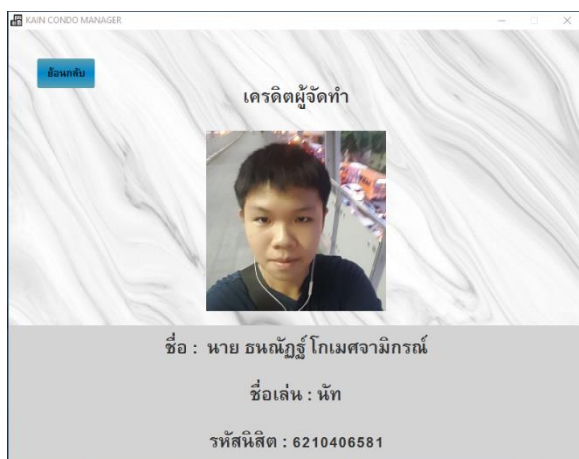 KAIN CONDO MANAGER
ย้อนกลับ
เครดิตผู้จัดทำ
ชื่อ : นาย ธนณัฏฐ์ โกเมศจามิกรณ์
ชื่อเล่น : นัท
รหัสนิสิต : 6210406581